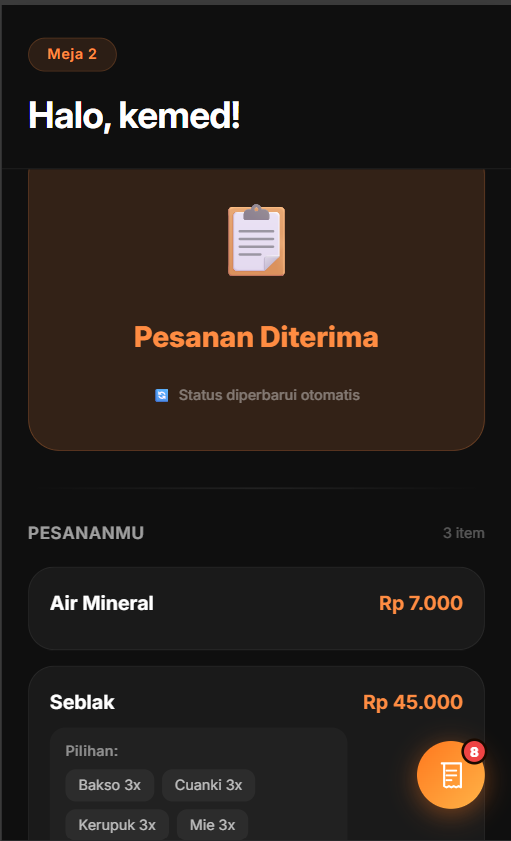 Meja 2
Halo, kemed!
Pesanan Diterima
Status diperbarui otomatis
PESANANMU 3 item
Air Mineral Rp 7.000
Seblak Rp 45.000
Pilihan:
Bakso 3x Cuanki 3x
8
Kerupuk 3x Mie 3x